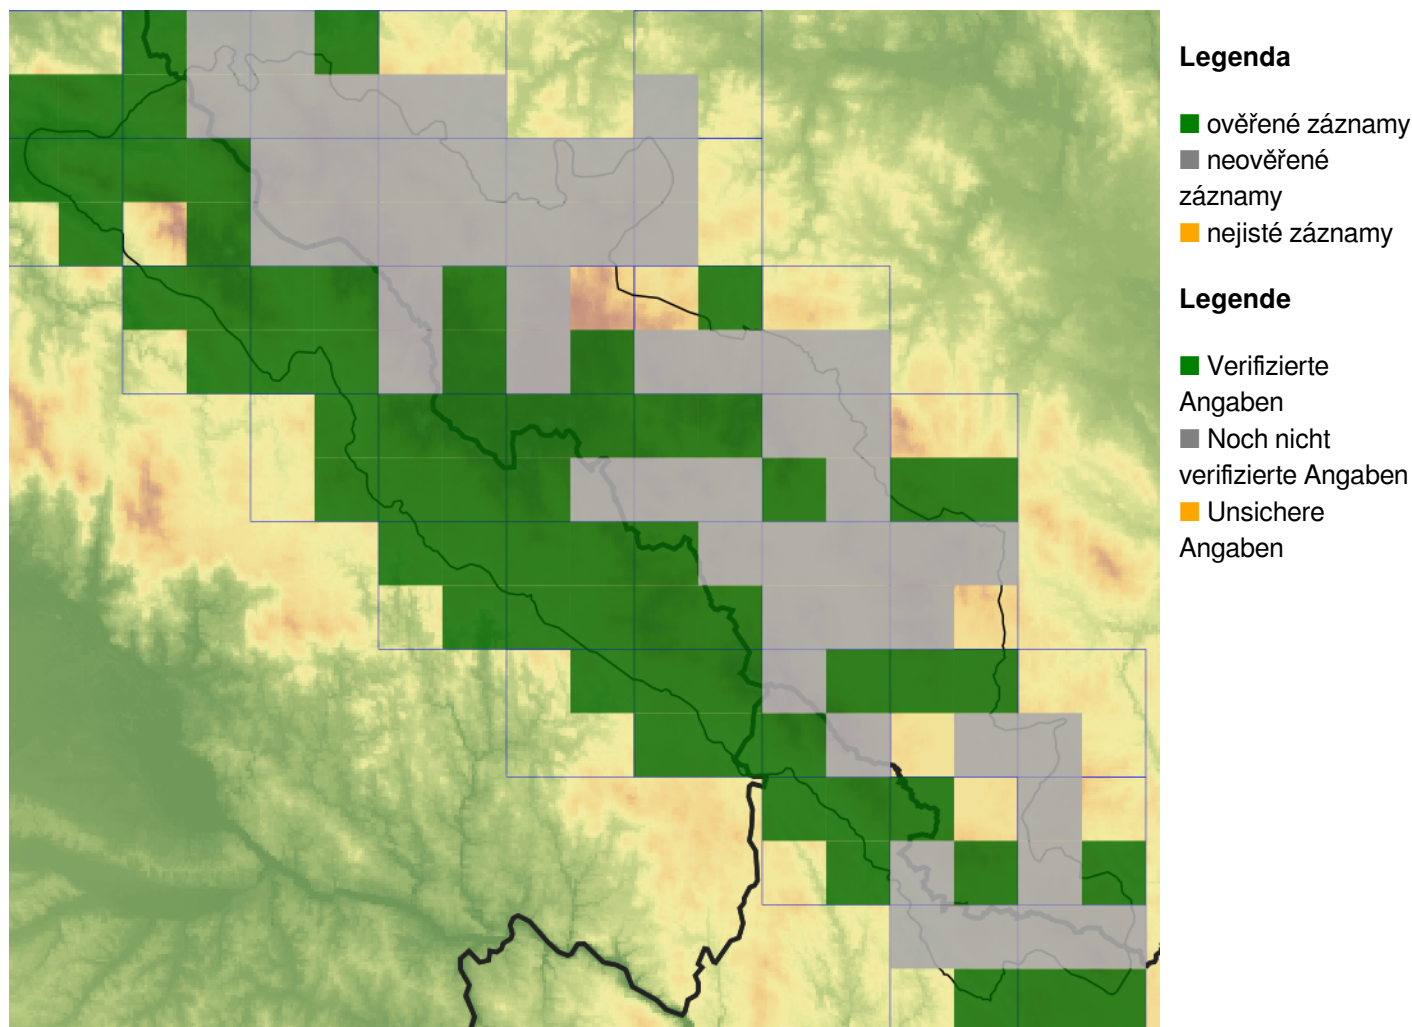 Legenda
ověřené záznamy
neověřené
záznamy
nejisté záznamy
Legende
Verifizierte
Angaben
Noch nicht
verifizierte Angaben
Unsichere
Angaben